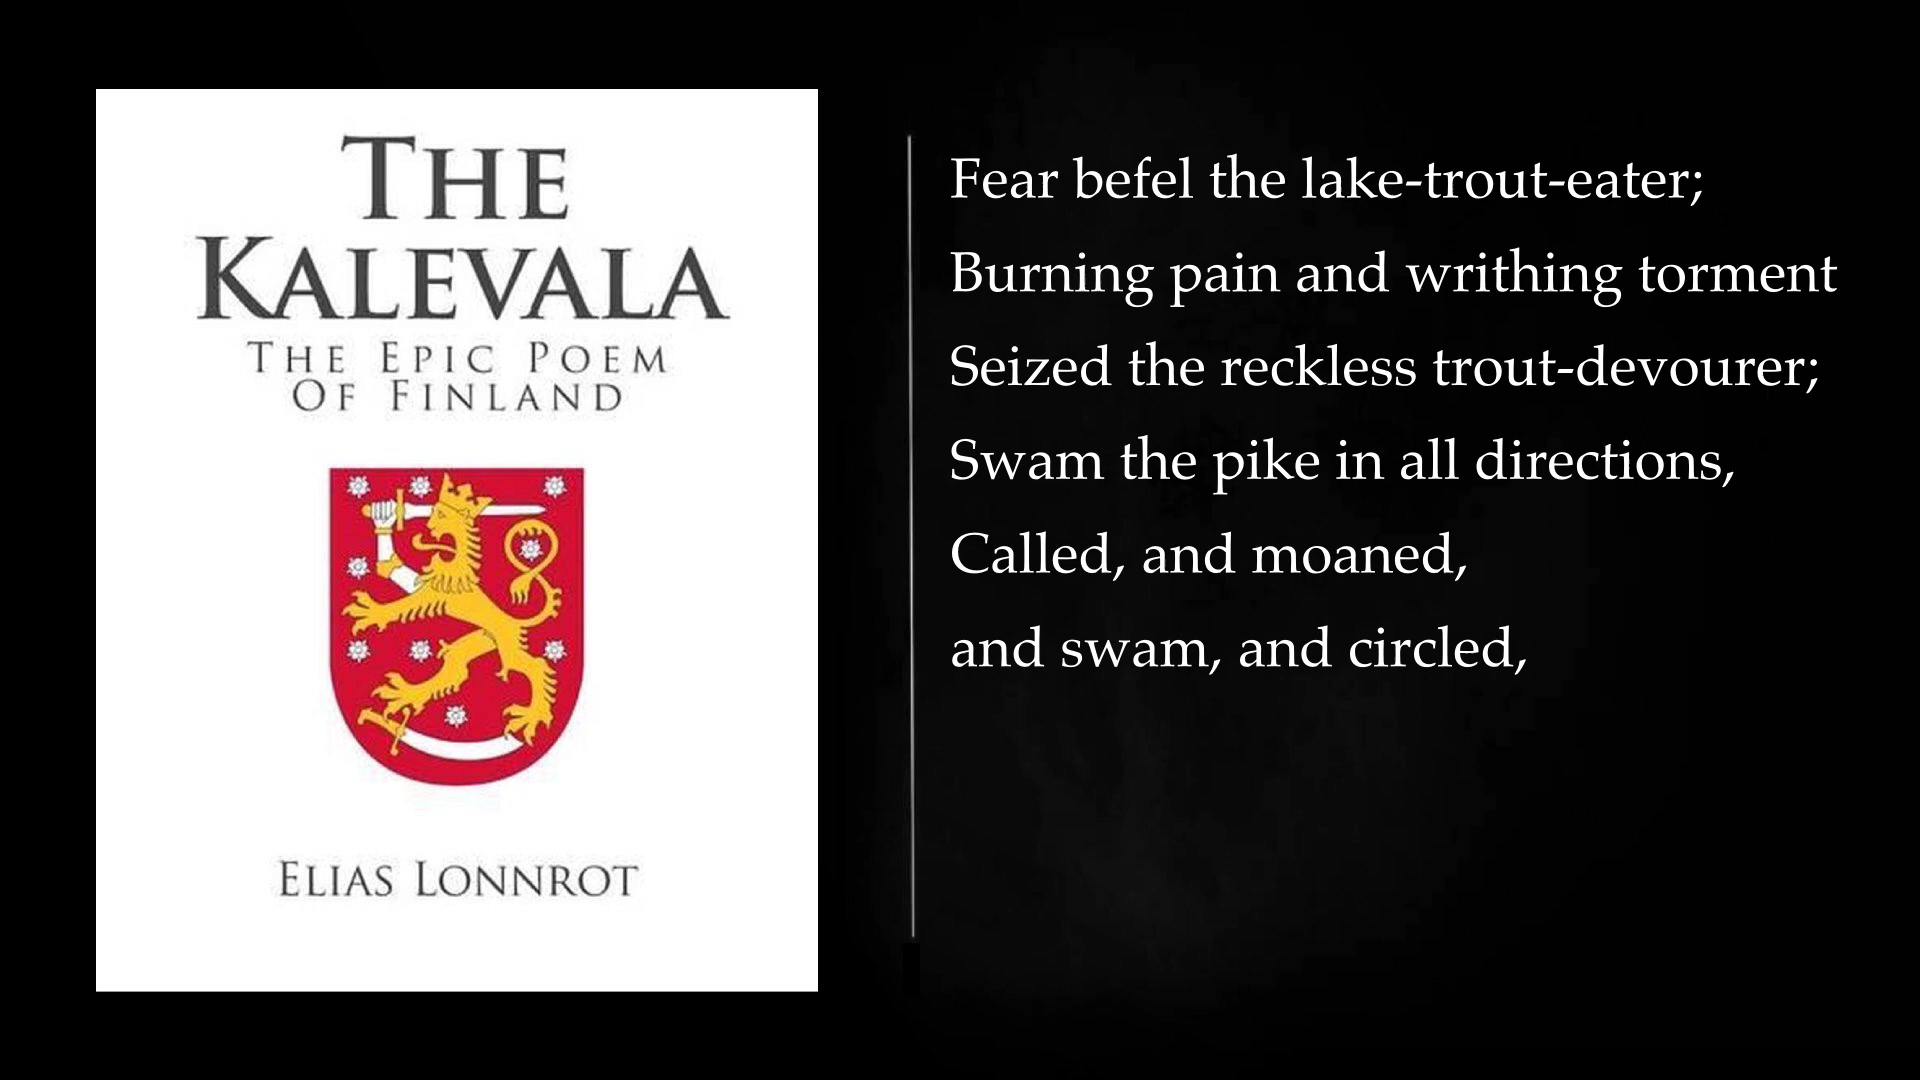 THE
KALEVALA
THE EPIC POEM
OF FINLAND
ELIAS LONNROT
Fear befel the lake-trout-eater;
Burning pain and writhing torment
Seized the reckless trout-devourer;
Swam the pike in all directions,
Called, and moaned,
and swam, and circled,